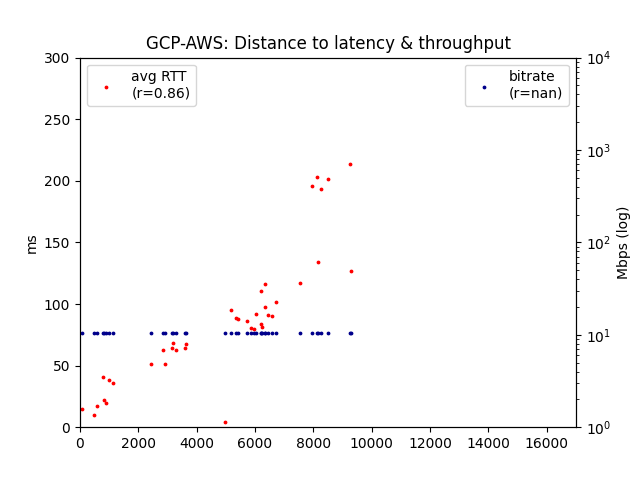 GCP-AWS: Distance to latency & throughput
300
250
200
150
100
50
0
ms
avg RTT
(r=0.86)
bitrate
(r=nan)
10^4
10^3
10^2
10^1
10^0
Mbps (log)
0 2000 4000 6000 8000 10000 12000 14000 16000